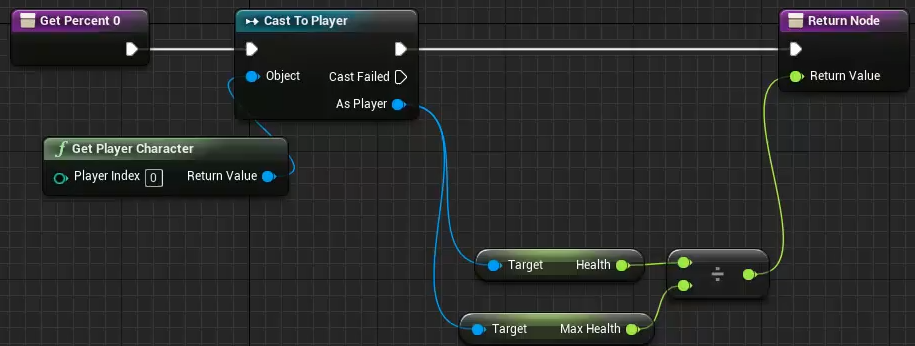 Get Percent 0
Cast To Player
Return Node
Object
Cast Failed
Return Value
As Player
f Get Player Character
Player Index 0 Return Value
Target Health
÷
Target Max Health